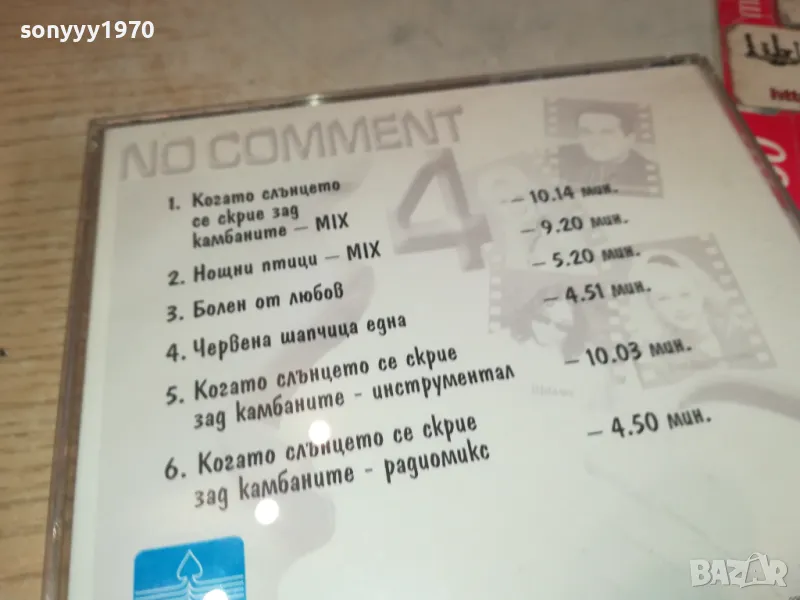 sonyyy1970
NO COMMENT
4
1. Когато слънцето
се скрие зад
камбаните – MIX – 10.14 мин.
2. Нощни птици – MIX – 9.20 мин.
3. Болен от любов – 5.20 мин.
4. Червена шапчица една – 4.51 мин.
5. Когато слънцето се скрие
зад камбаните - инструментал – 10.03 мин.
6. Когато слънцето се скрие
зад камбаните - радиомикс – 4.50 мин.
BAZAR